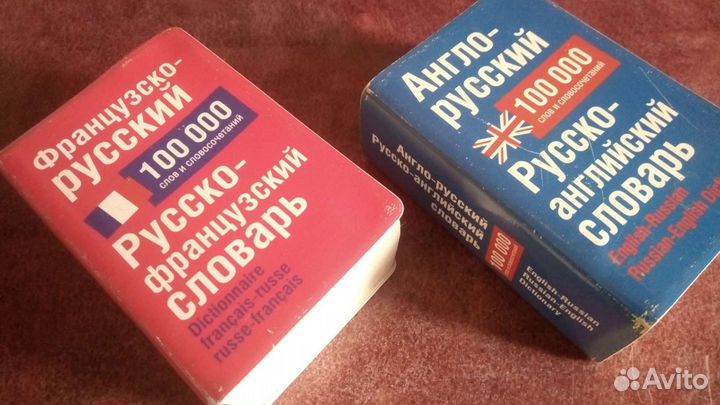 Французско-
русский
100 000
слов и словосочетаний
Русско-
французский
словарь
Dictionnaire
français-russe
russe-français
Англо-
русский
100 000
слов и словосочетаний
Русско-
английский
словарь
English-Russian
Russian-English
Англо-русский
Русско-английский
словарь
100 000
English-Russian
Russian-English
Dictionary
Avito